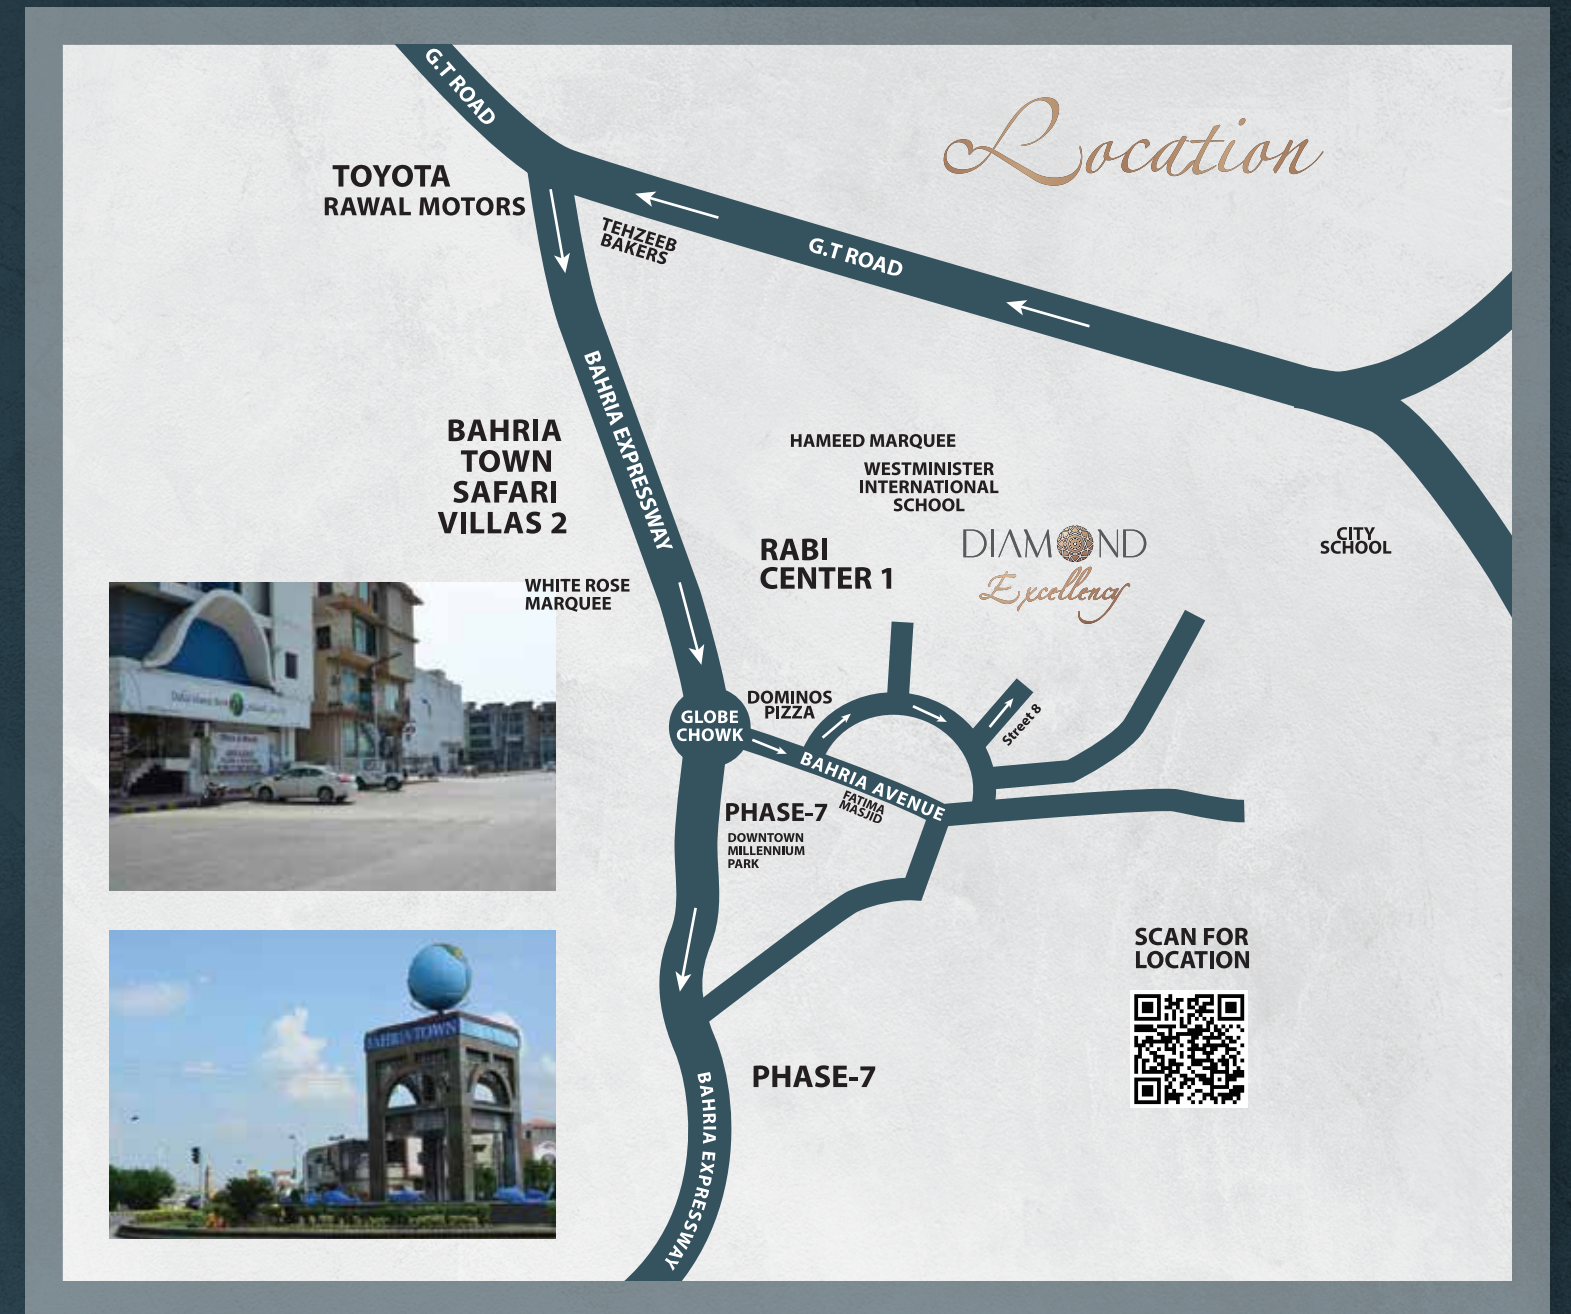 G.T ROAD
Location
TOYOTA
RAWAL MOTORS
TEHZEEB
BAKERS
G.T ROAD
BAHRIA EXPRESSWAY
BAHRIA
TOWN
SAFARI
VILLAS 2
HAMEED MARQUEE
WESTMINISTER
INTERNATIONAL
SCHOOL
DIAMOND
Excellency
CITY
SCHOOL
RABI
CENTER 1
WHITE ROSE
MARQUEE
DOMINOS
PIZZA
GLOBE
CHOWK
Street 8
BAHRIA AVENUE
FATIMA
MASJID
PHASE-7
DOWNTOWN
MILLENNIUM
PARK
SCAN FOR
LOCATION
BAHRIA TOWN
PHASE-7
BAHRIA EXPRESSWAY